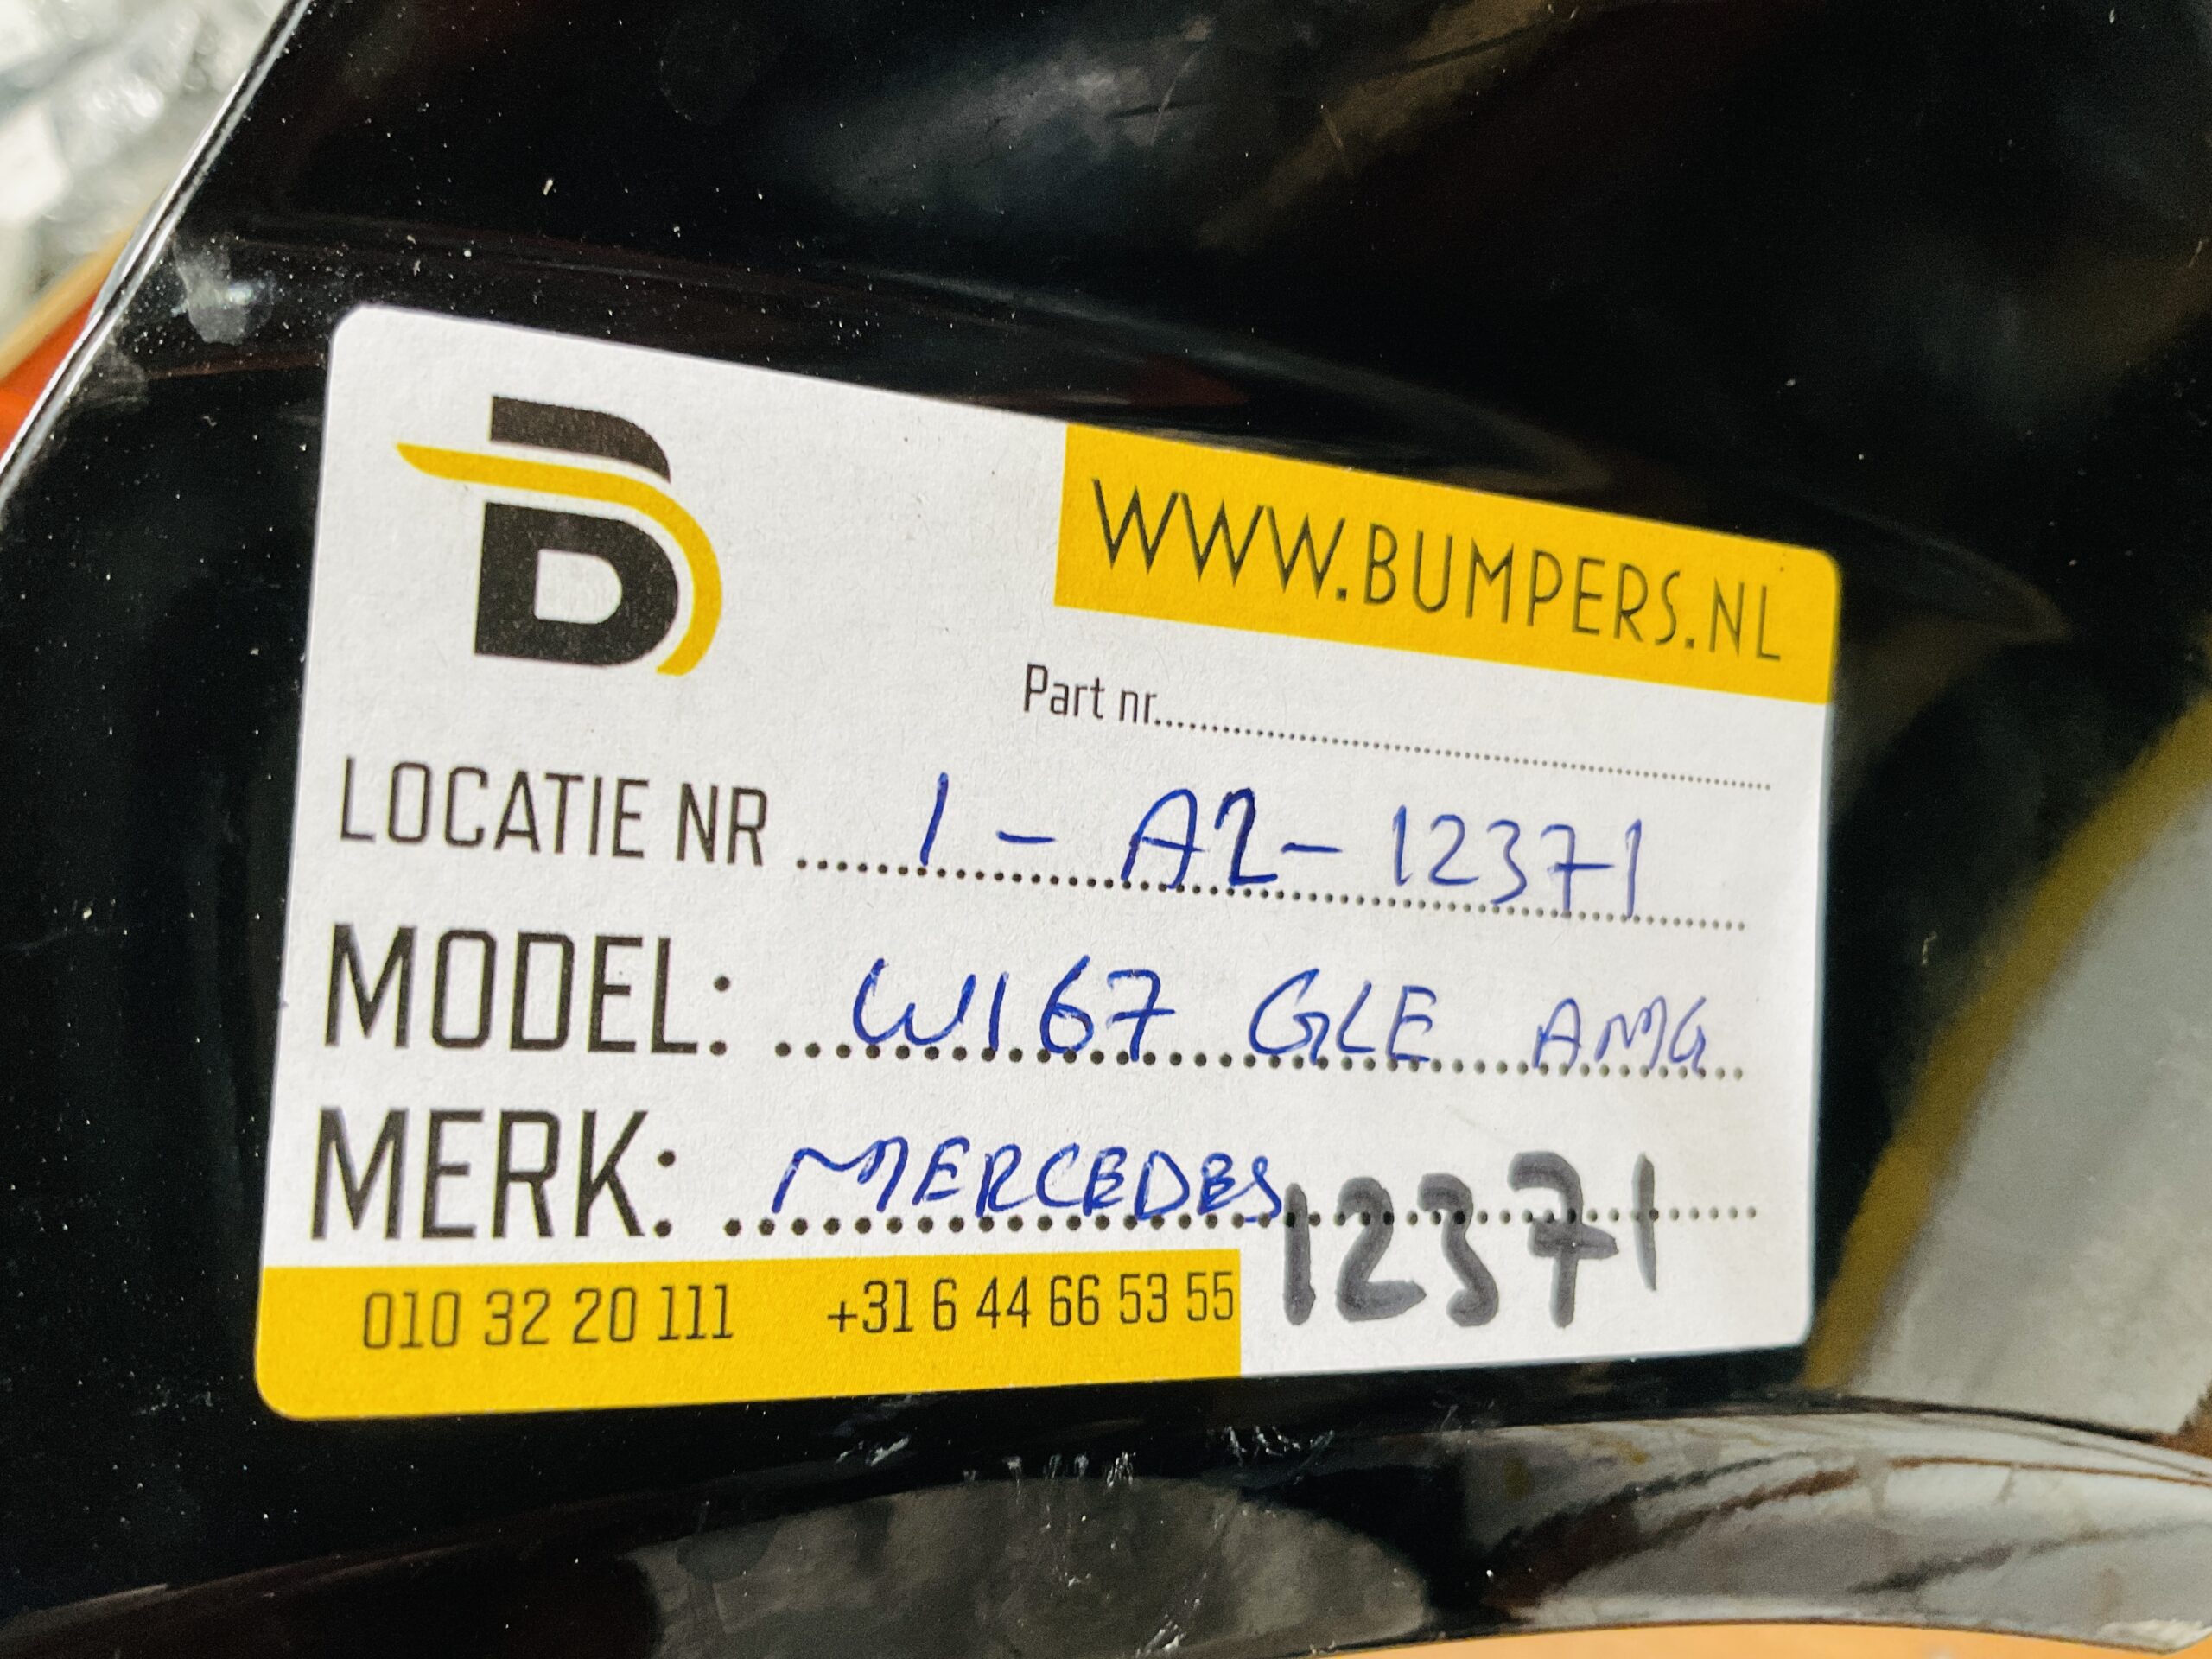 B
WWW.BUMPERS.NL
Part nr......
LOCATIE NR ...... 1 - A2 - 12371
MODEL: ...... W167 GLE AMG
MERK: ...... MERCEDES
12371
010 32 20 111 +31 6 44 66 53 55